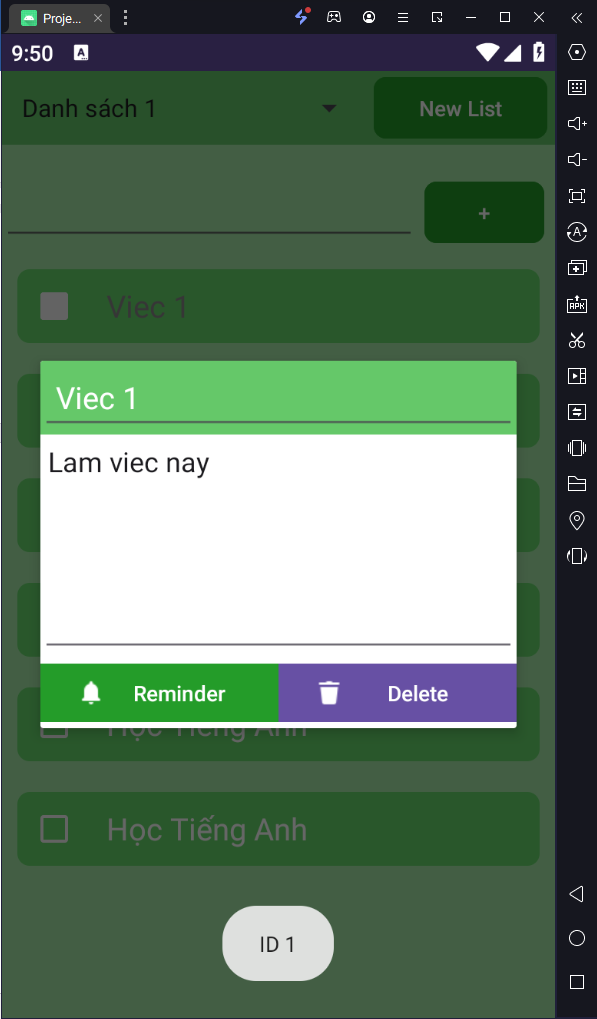 Proje...
9:50
A
Danh sách 1
New List
+
Viec 1
Viec 1
Lam viec nay
Reminder
Delete
Học Tiếng Anh
Học Tiếng Anh
ID 1
APK